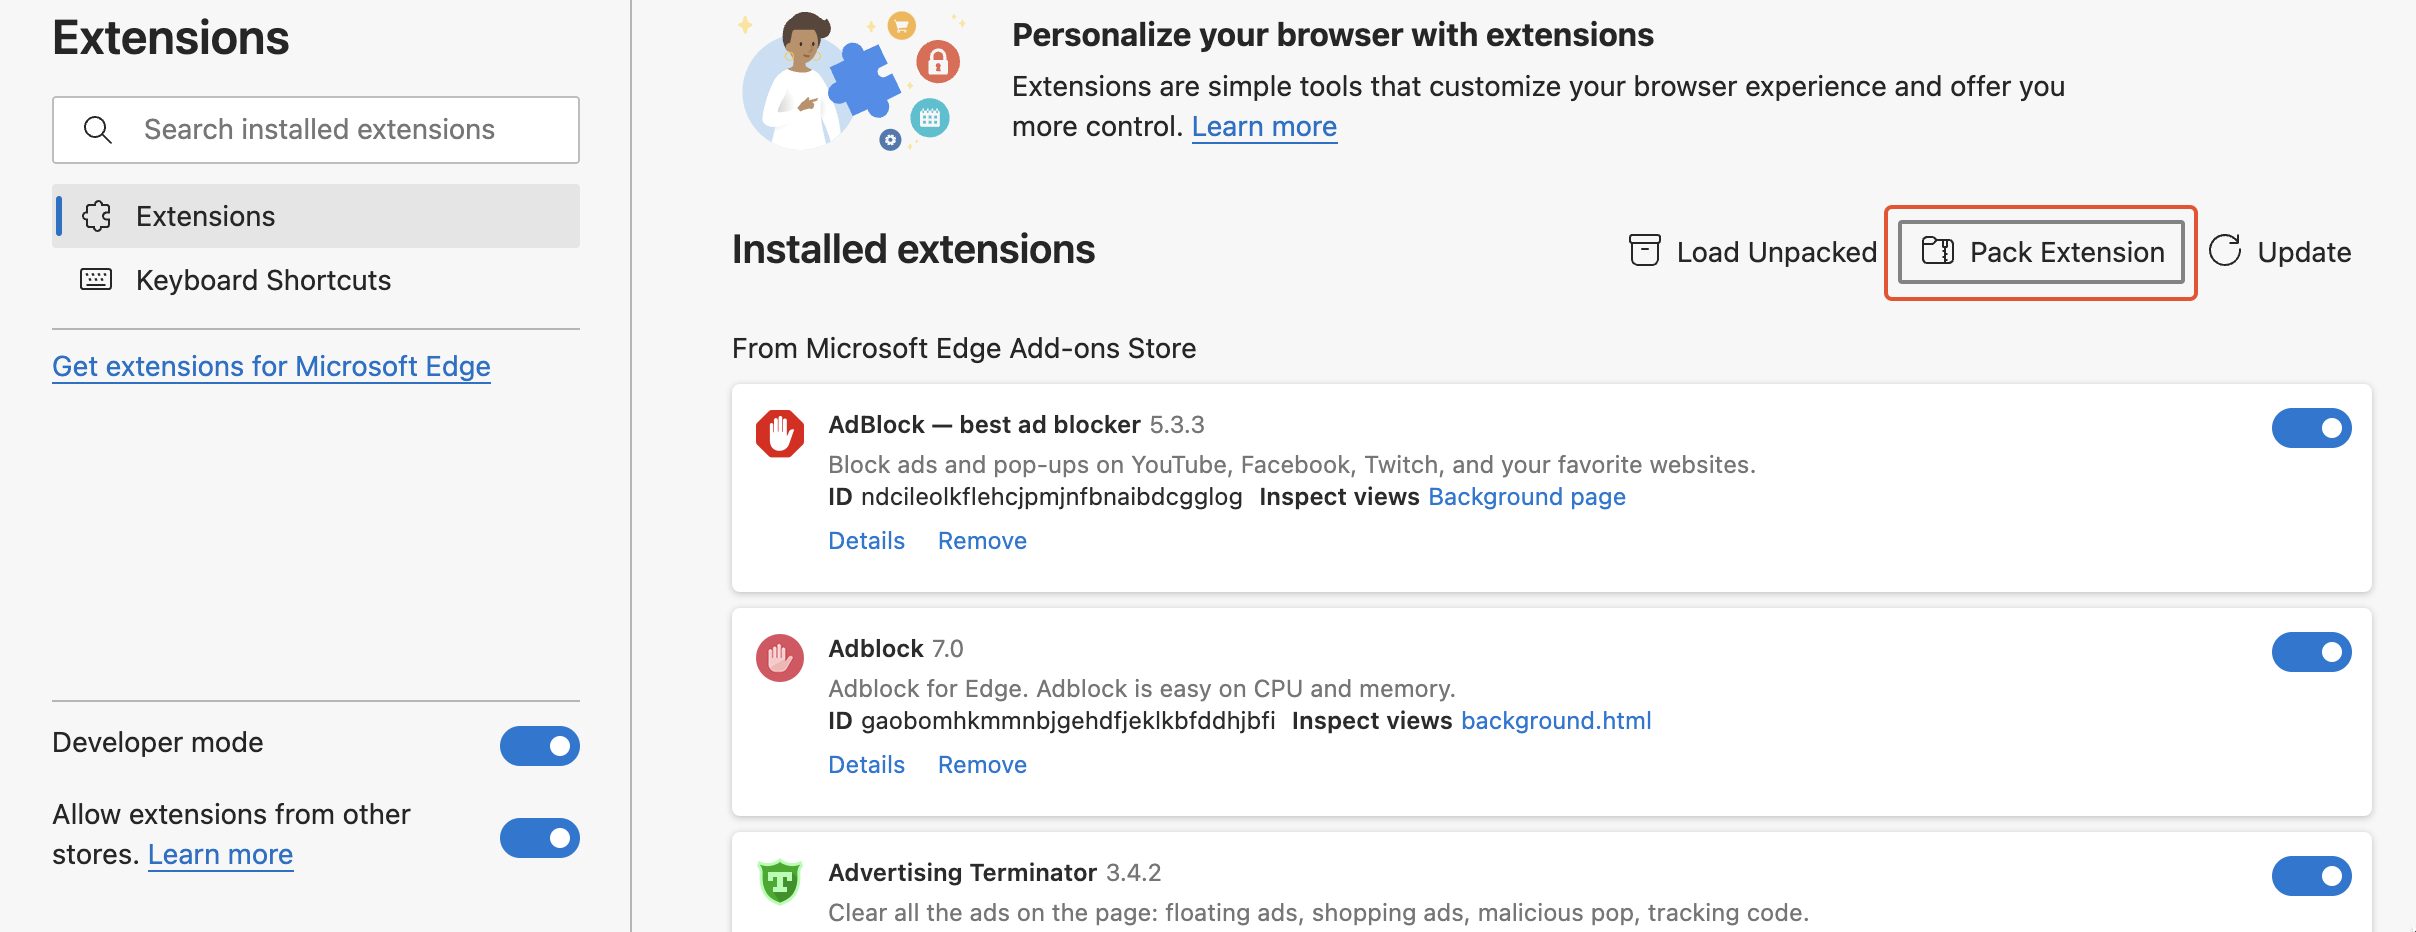 Extensions
Search installed extensions
Extensions
Keyboard Shortcuts
Get extensions for Microsoft Edge
Developer mode
Allow extensions from other
stores. Learn more
Personalize your browser with extensions
Extensions are simple tools that customize your browser experience and offer you
more control. Learn more
Installed extensions
Load Unpacked
Pack Extension
Update
From Microsoft Edge Add-ons Store
AdBlock — best ad blocker 5.3.3
Block ads and pop-ups on YouTube, Facebook, Twitch, and your favorite websites.
ID ndcileolkflehcjpmjnfbnaibdcgglog Inspect views Background page
Details Remove
Adblock 7.0
Adblock for Edge. Adblock is easy on CPU and memory.
ID gaobomhkmmnbjgehdfjeklkbfddhjbfi Inspect views background.html
Details Remove
Advertising Terminator 3.4.2
Clear all the ads on the page: floating ads, shopping ads, malicious pop, tracking code.